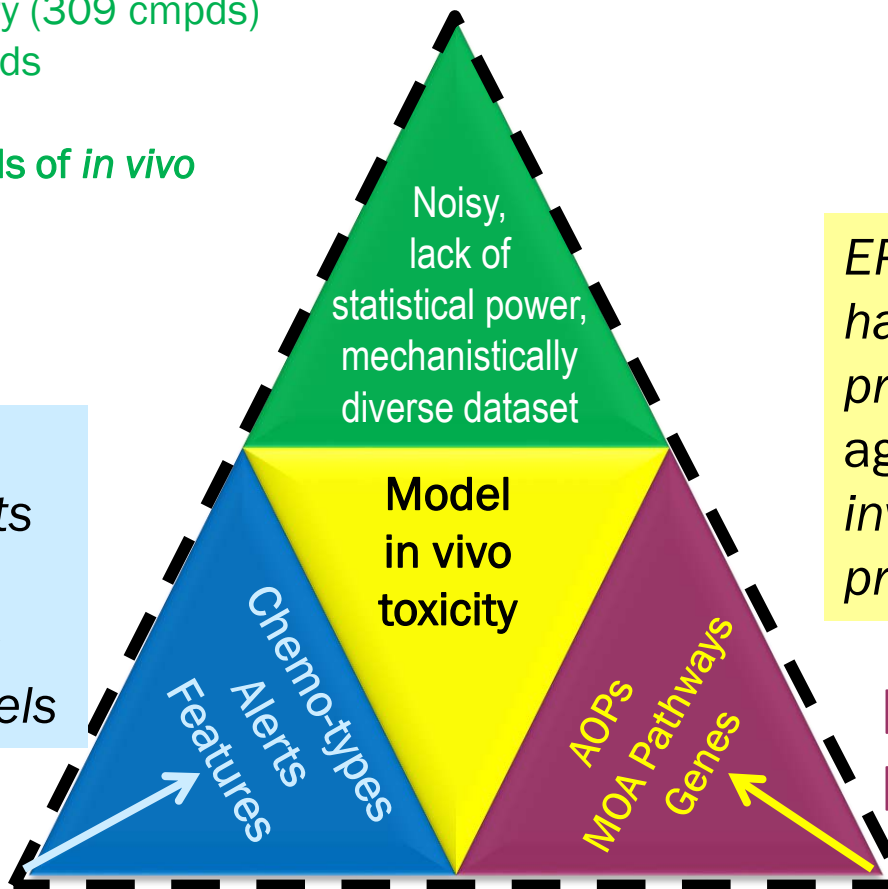 y (309 cmpds)
ds
ls of in vivo
Noisy,
lack of
statistical power,
mechanistically
diverse dataset
ts
els
Model
in vivo
toxicity
Chemo-types
Alerts
Features
AOPs
MOA Pathways
Genes
ha
pr
ag
inv
pr